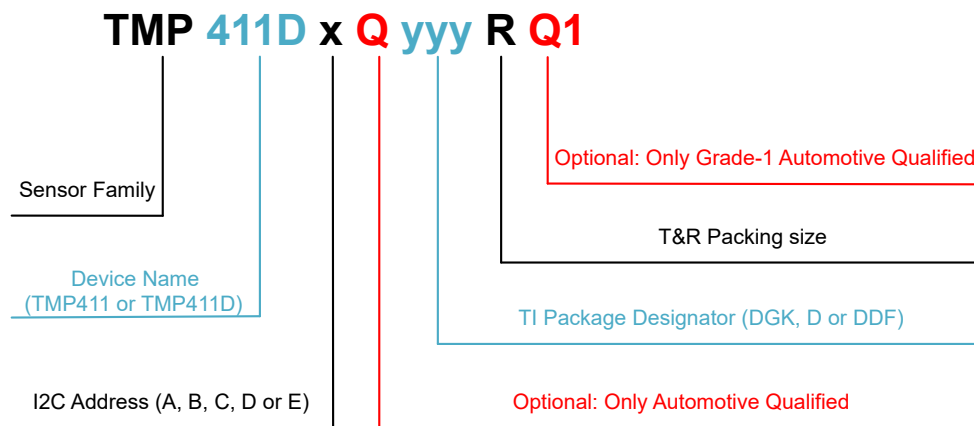 TMP 411D x Q yyy R Q1
Optional: Only Grade-1 Automotive Qualified
Sensor Family
T&R Packing size
Device Name
(TMP411 or TMP411D)
TI Package Designator (DGK, D or DDF)
I2C Address (A, B, C, D or E)
Optional: Only Automotive Qualified